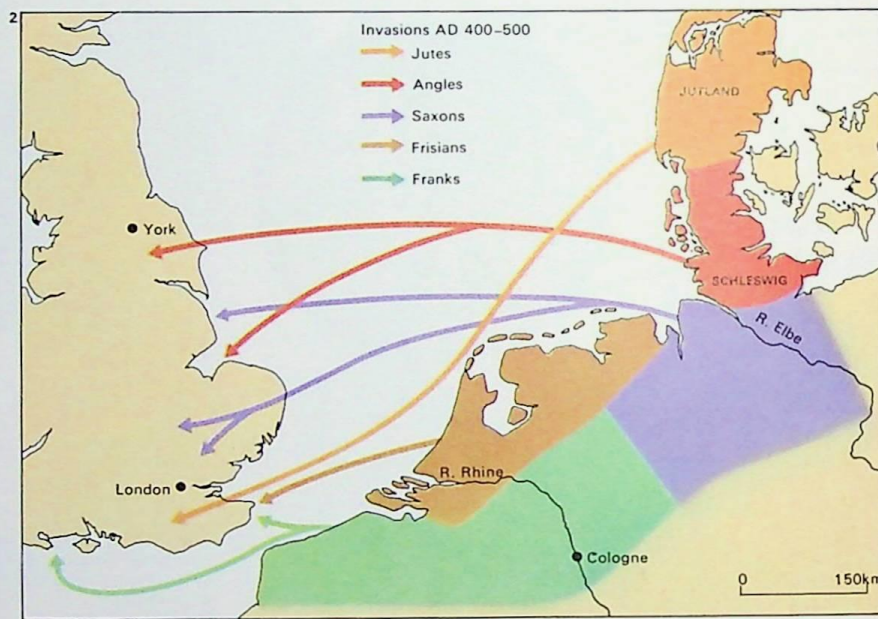 2
Invasions AD 400–500
Jutes
Angles
Saxons
Frisians
Franks
JUTLAND
York
SCHLESWIG
R. Elbe
R. Rhine
London
Cologne
0 150km